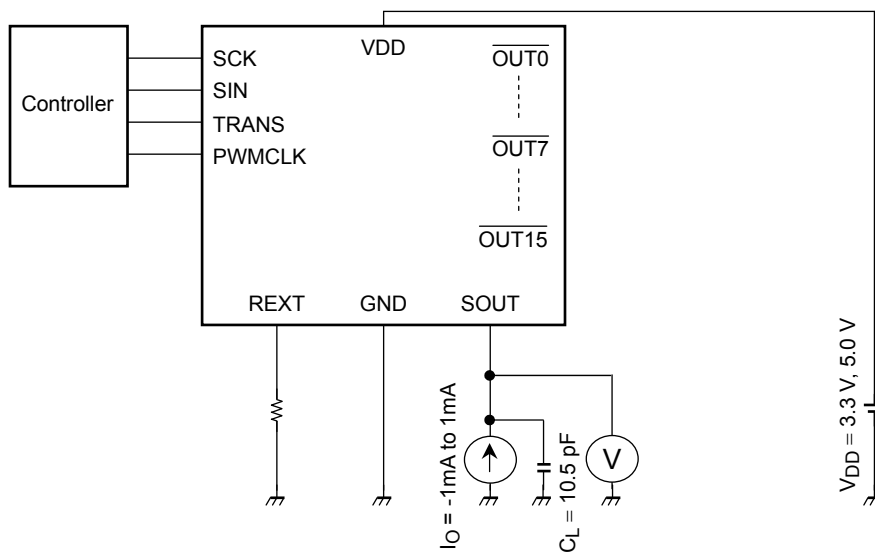 Controller
SCK
SIN
TRANS
PWMCLK
VDD
OUT0
OUT7
OUT15
REXT
GND
SOUT
IO = -1mA to 1mA
CL = 10.5 pF
V
VDD = 3.3 V, 5.0 V